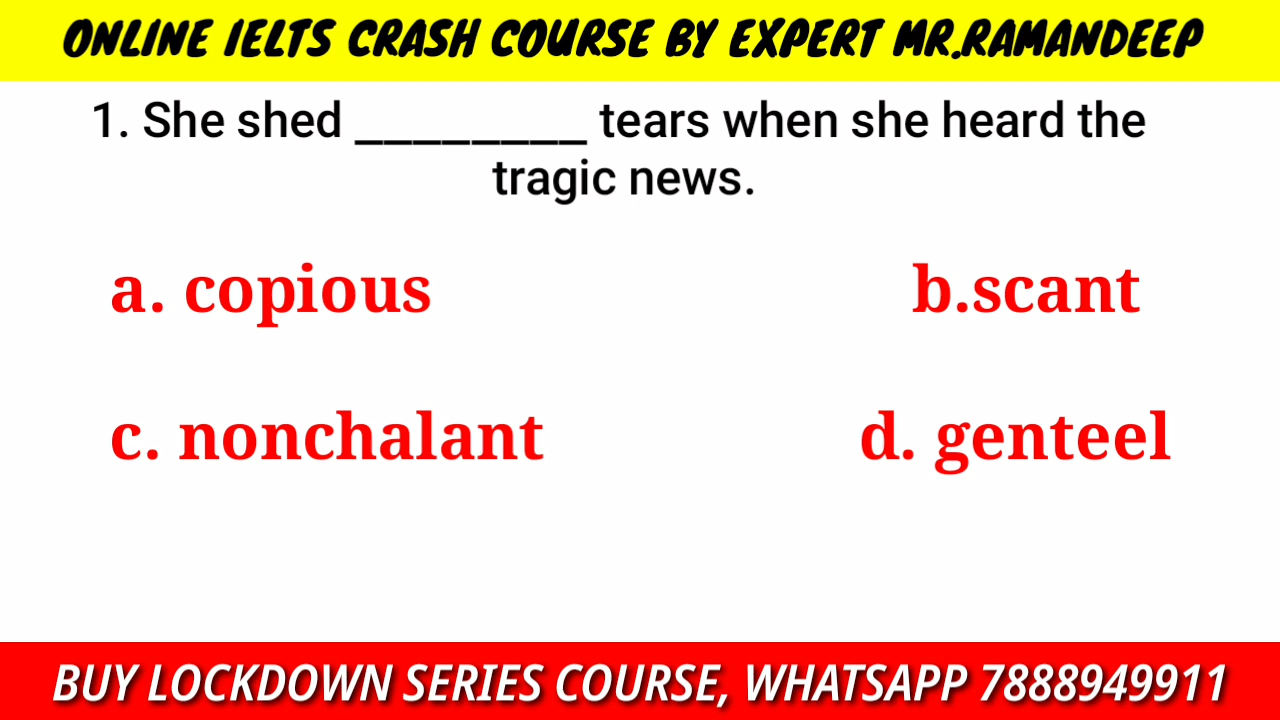 ONLINE IELTS CRASH COURSE BY EXPERT MR.RAMANDEEP
1. She shed ________ tears when she heard the
tragic news.
a. copious b.scant
c. nonchalant d. genteel
BUY LOCKDOWN SERIES COURSE, WHATSAPP 7888949911